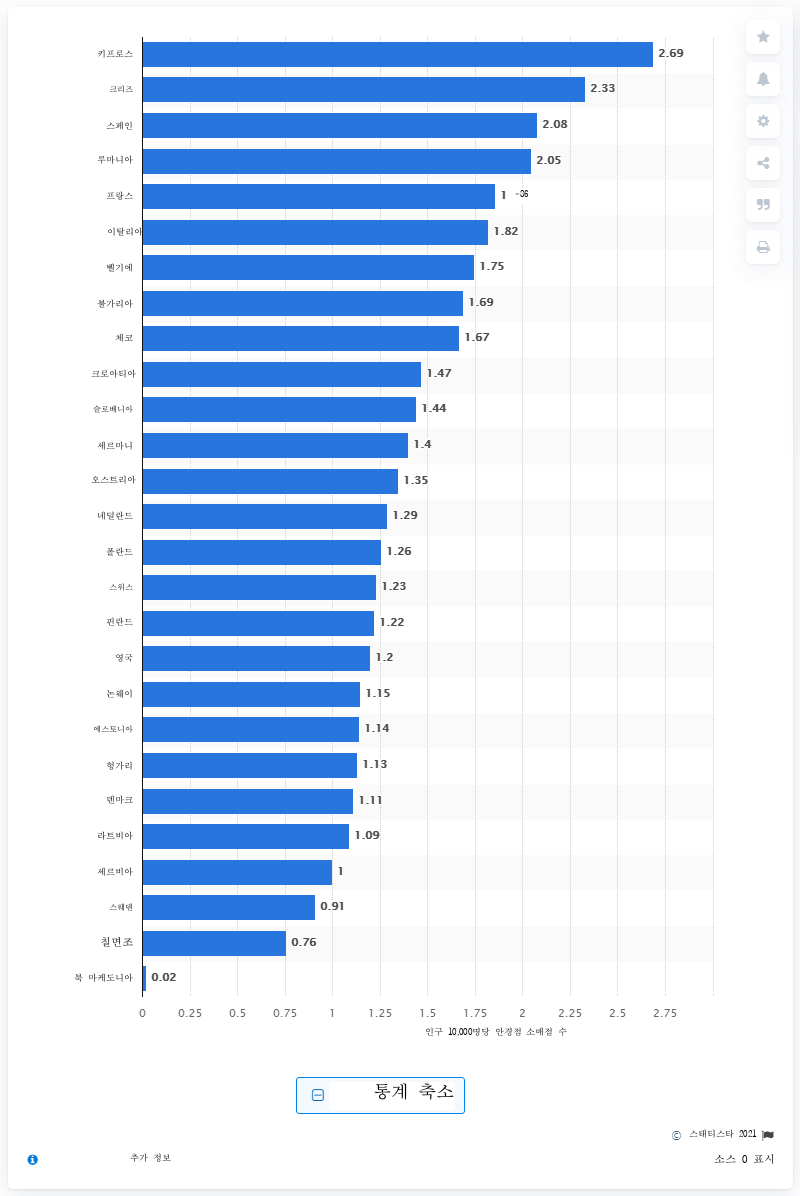 키프로스 2.69
크리즈 2.33
스페인 2.08
루마니아 2.05
프랑스 1 -36
이탈리아 1.82
벨기에 1.75
불가리아 1.69
체코 1.67
크로아티아 1.47
슬로베니아 1.44
제르마니 1.4
오스트리아 1.35
네덜란드 1.29
폴란드 1.26
스위스 1.23
핀란드 1.22
영국 1.2
논웨이 1.15
에스토니아 1.14
헝가리 1.13
덴마크 1.11
라트비아 1.09
세르비아 1
스웨덴 0.91
칠면조 0.76
북 마케도니아 0.02
0 0.25 0.5 0.75 1 1.25 1.5 1.75 2 2.25 2.5 2.75
인구 10,000명당 안경점 소매점 수
통계 축소
© 스태티스타 2021
추가 정보
소스 0 표시